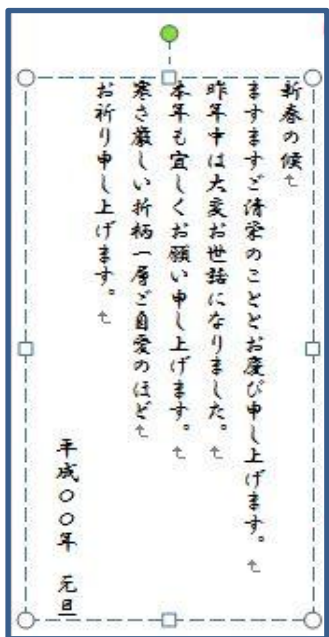 新春の候
ますますご清栄のこととお慶び申し上げます。
昨年中は大変お世話になりました。
本年も宜しくお願い申し上げます。
寒さ厳しい折柄一層ご自愛のほど
お祈り申し上げます。
平成○○年　元旦